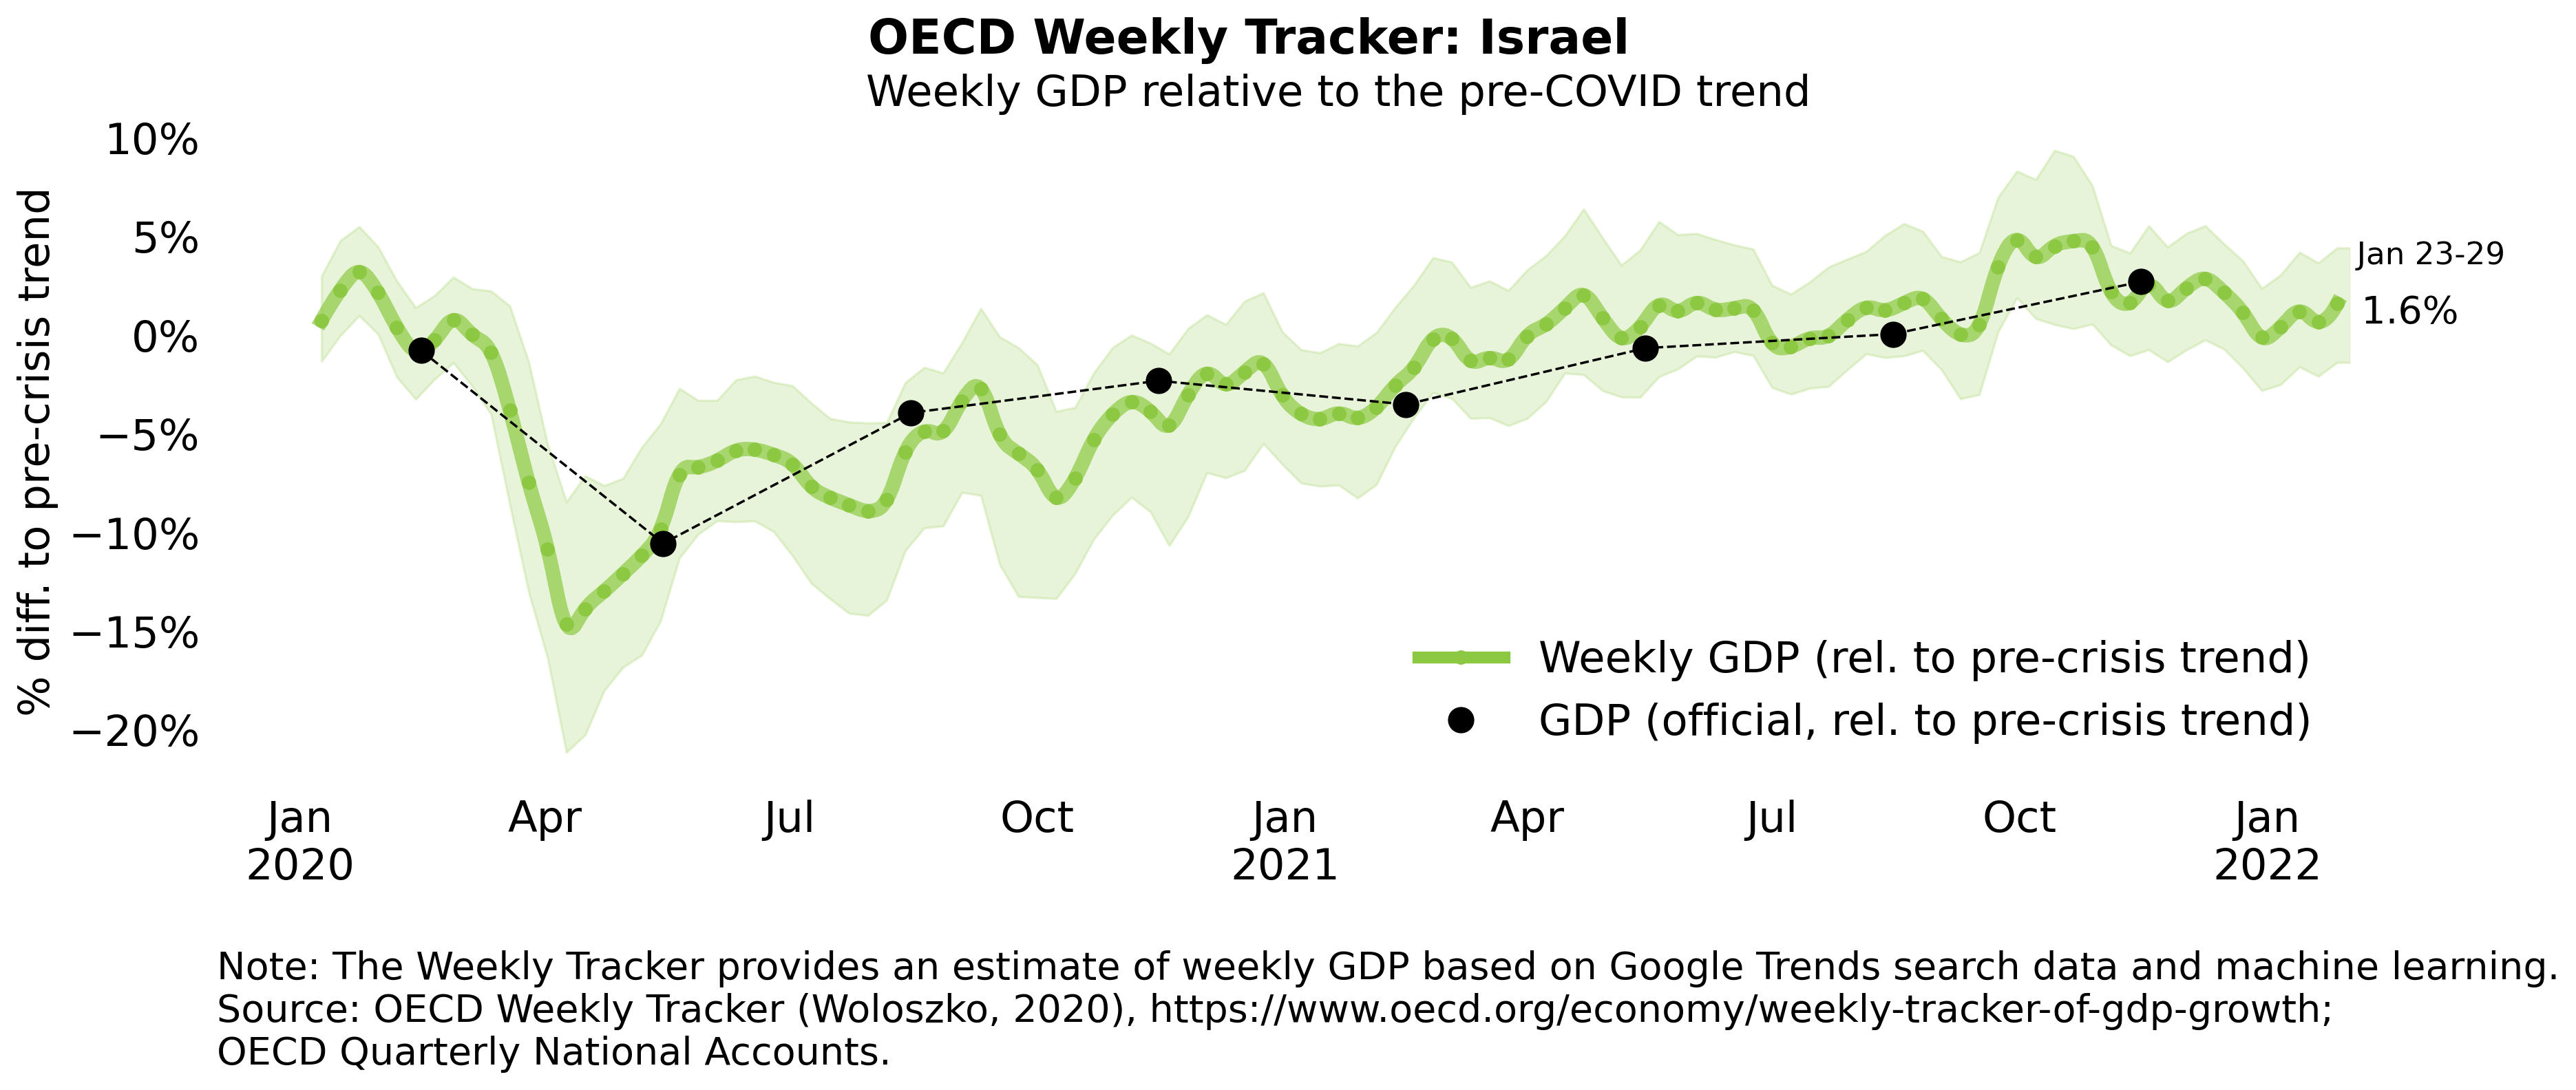 OECD Weekly Tracker: Israel
Weekly GDP relative to the pre-COVID trend
% diff. to pre-crisis trend
10%
5%
0%
−5%
−10%
−15%
−20%
Jan 23-29
1.6%
Weekly GDP (rel. to pre-crisis trend)
GDP (official, rel. to pre-crisis trend)
Jan Apr Jul Oct Jan Apr Jul Oct Jan
2020 2021 2022
Note: The Weekly Tracker provides an estimate of weekly GDP based on Google Trends search data and machine learning.
Source: OECD Weekly Tracker (Woloszko, 2020), https://www.oecd.org/economy/weekly-tracker-of-gdp-growth;
OECD Quarterly National Accounts.